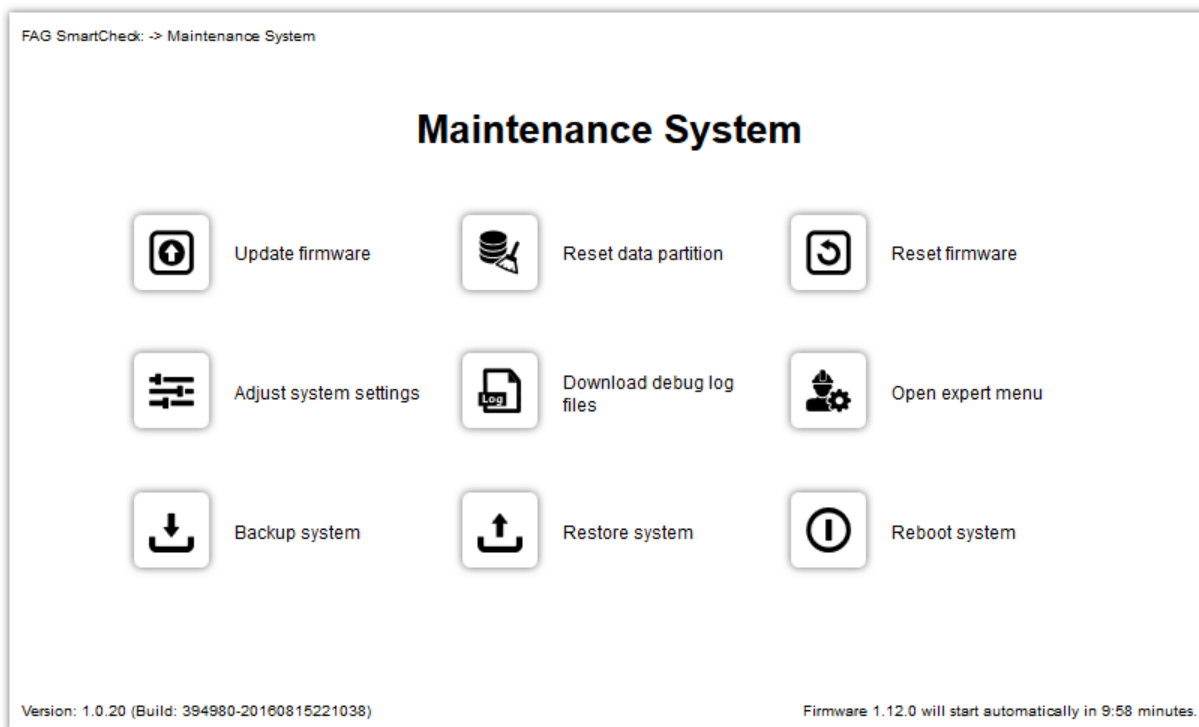 FAG SmartCheck: -> Maintenance System
Maintenance System
Update firmware
Reset data partition
Reset firmware
Adjust system settings
Download debug log
files
Log
Open expert menu
Backup system
Restore system
Reboot system
Version: 1.0.20 (Build: 394980-20160815221038)
Firmware 1.12.0 will start automatically in 9:58 minutes.